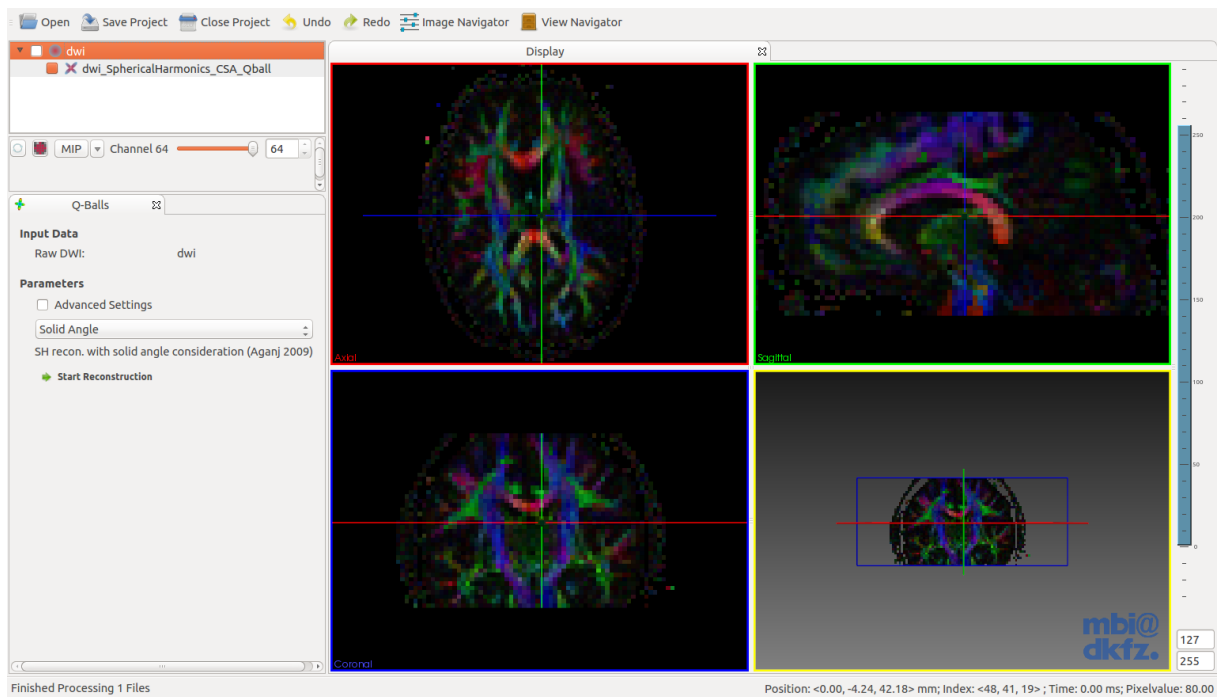 Open Save Project Close Project Undo Redo Image Navigator View Navigator
dwi
dwi_SphericalHarmonics_CSA_Qball
MIP Channel 64 64
Q-Balls
Input Data
Raw DWI: dwi
Parameters
Advanced Settings
Solid Angle
SH recon. with solid angle consideration (Aganj 2009)
Start Reconstruction
Display
Axial
Sagittal
Coronal
mbi@
dkfz.
250
200
150
100
50
0
127
255
Finished Processing 1 Files
Position: <0.00, -4.24, 42.18> mm; Index: <48, 41, 19> ; Time: 0.00 ms; Pixelvalue: 80.00